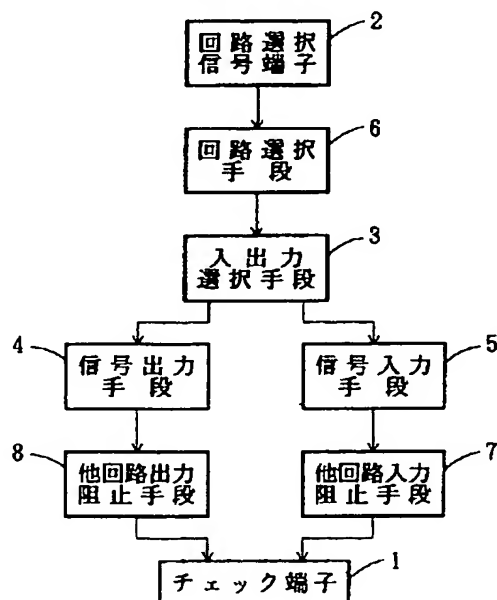 2
回路選択
信号端子
6
回路選択
手段
3
入出力
選択手段
4
信号出力
手段
5
信号入力
手段
8
他回路出力
阻止手段
7
他回路入力
阻止手段
1
チェック端子